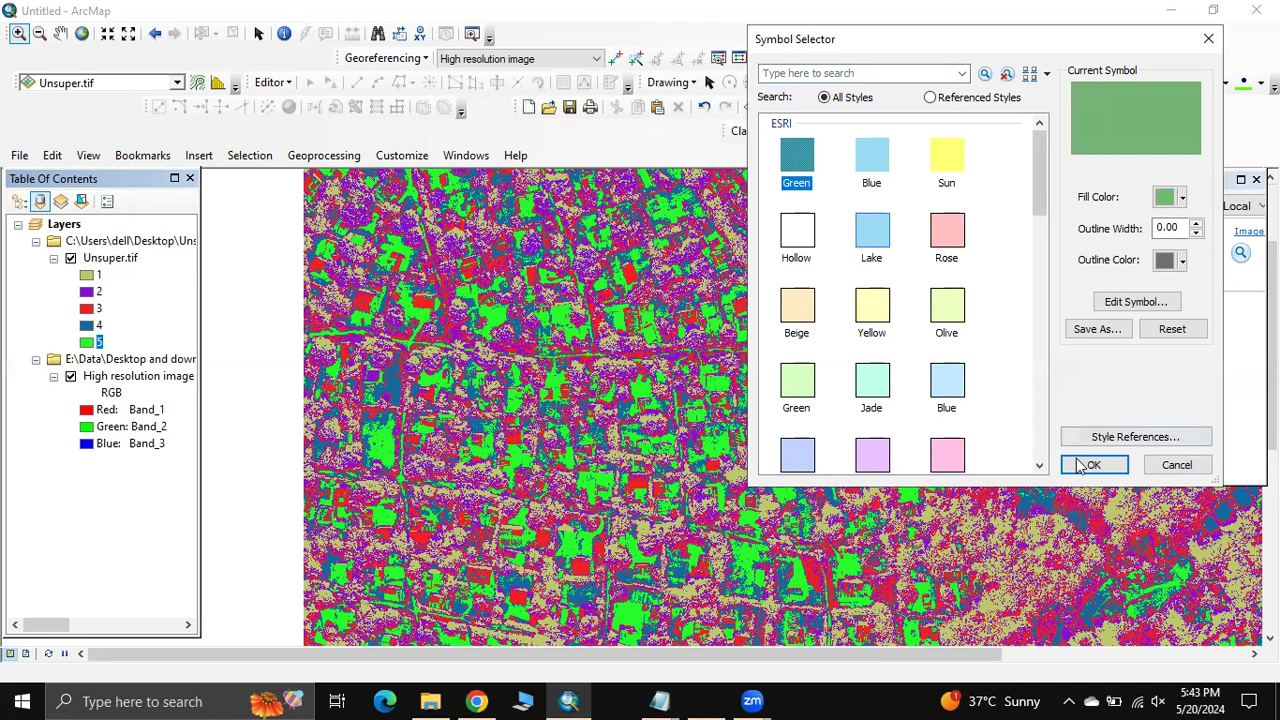 Untitled - ArcMap
Georeferencing
High resolution image
Unsuper.tif
Editor
Drawing
Cla
File Edit View Bookmarks Insert Selection Geoprocessing Customize Windows Help
Table Of Contents
Layers
C:\Users\dell\Desktop\Uns
Unsuper.tif
1
2
3
4
5
E:\Data\Desktop and down
High resolution image
RGB
Red: Band_1
Green: Band_2
Blue: Band_3
Symbol Selector
Type here to search
Search: All Styles Referenced Styles
ESRI
Green Blue Sun
Hollow Lake Rose
Beige Yellow Olive
Green Jade Blue
Current Symbol
Fill Color:
Outline Width: 0.00
Outline Color:
Edit Symbol...
Save As... Reset
Style References...
OK Cancel
Local
Image
Type here to search
37°C Sunny
5:43 PM
5/20/2024